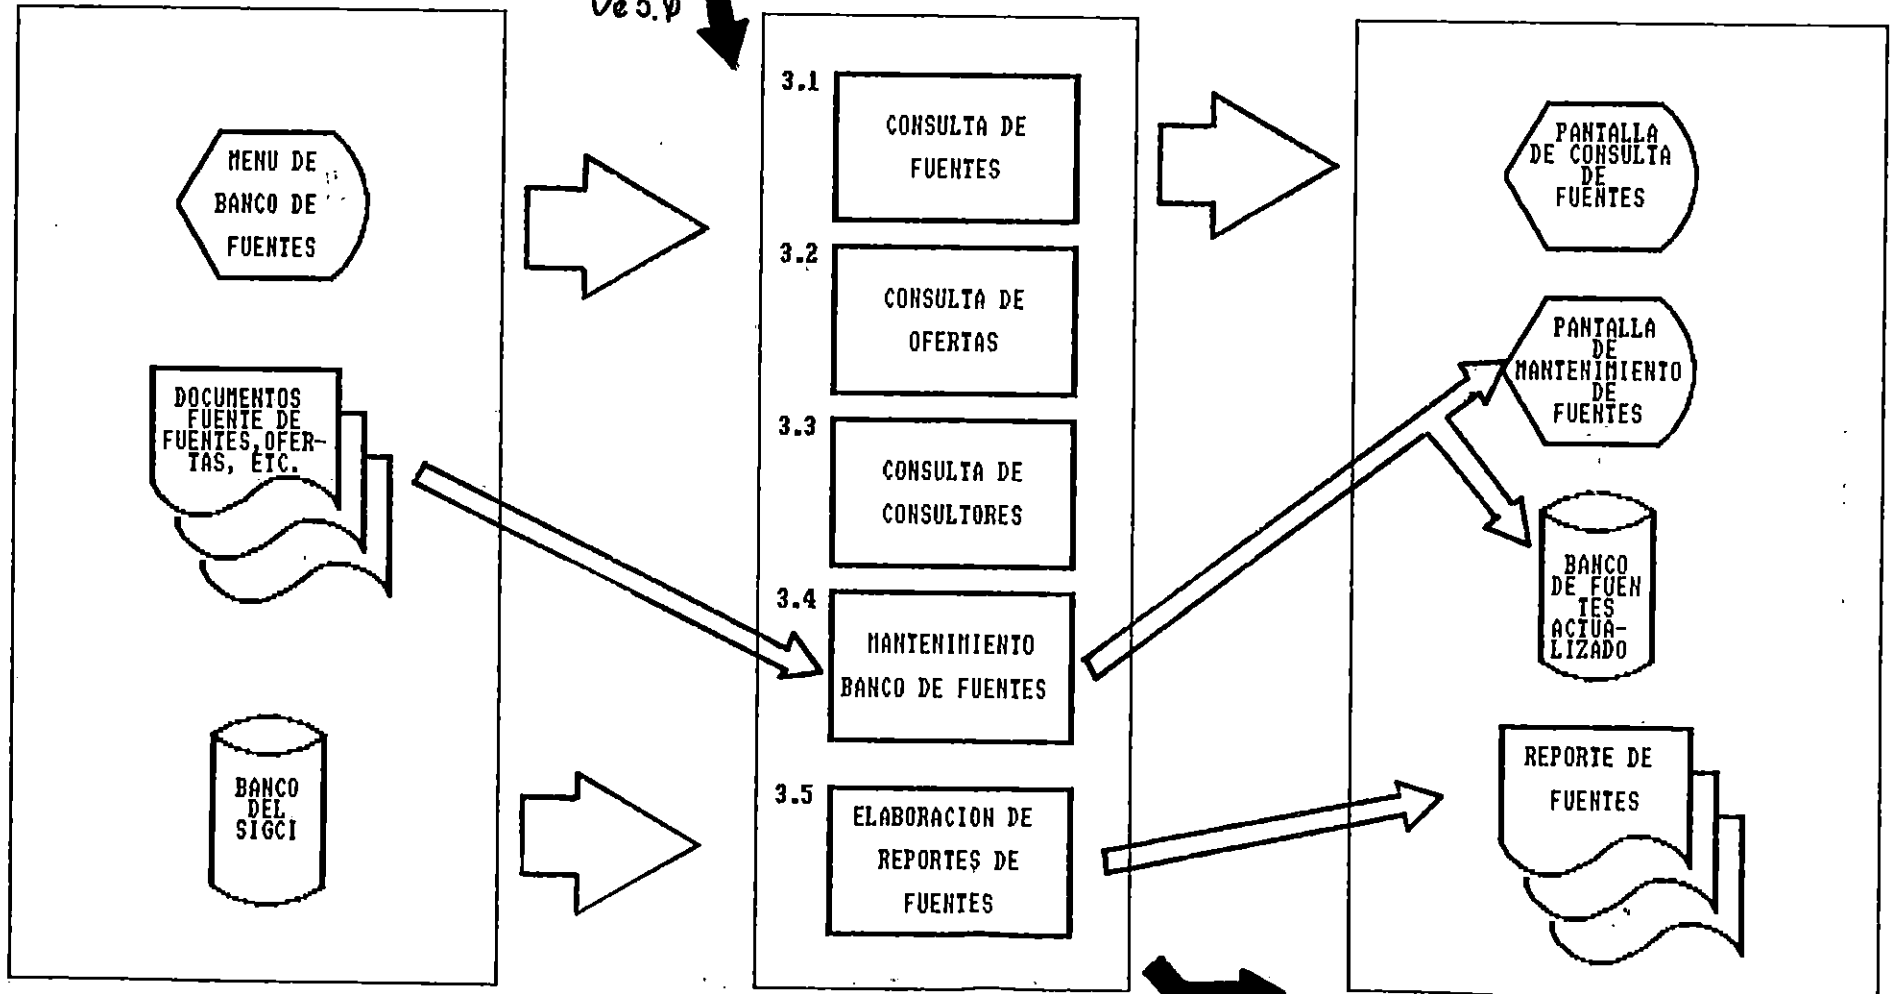 De 3.0
MENU DE
BANCO DE
FUENTES
DOCUMENTOS
FUENTE DE
FUENTES,OFER-
TAS, ETC.
BANCO
DEL
SIGCI
3.1
CONSULTA DE
FUENTES
3.2
CONSULTA DE
OFERTAS
3.3
CONSULTA DE
CONSULTORES
3.4
MANTENIMIENTO
BANCO DE FUENTES
3.5
ELABORACION DE
REPORTES DE
FUENTES
PANTALLA
DE CONSULTA
DE
FUENTES
PANTALLA
DE
MANTENIMIENTO
DE
FUENTES
BANCO
DE FUEN
TES
ACTUA-
LIZADO
REPORTE DE
FUENTES